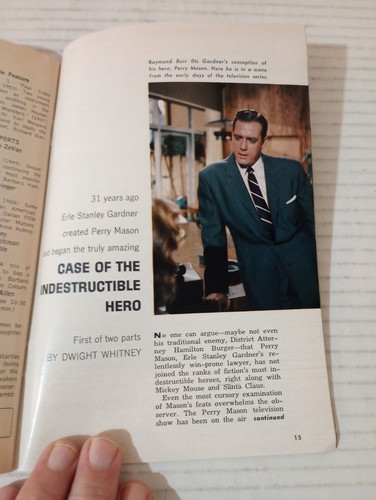 Raymond Burr fits Gardner's conception of
his hero, Perry Mason. Here he is in a scene
from the early days of the television series.
31 years ago
Erle Stanley Gardner
created Perry Mason
and began the truly amazing
CASE OF THE
INDESTRUCTIBLE
HERO
First of two parts
BY DWIGHT WHITNEY
No one can argue—maybe not even
his traditional enemy, District Attor-
ney Hamilton Burger—that Perry
Mason, Erle Stanley Gardner's re-
lentlessly win-prone lawyer, has not
joined the ranks of fiction's most in-
destructible heroes, right along with
Mickey Mouse and Santa Claus.
Even the most cursory examination
of Mason's feats overwhelms the ob-
server. The Perry Mason television
show has been on the air continued
15